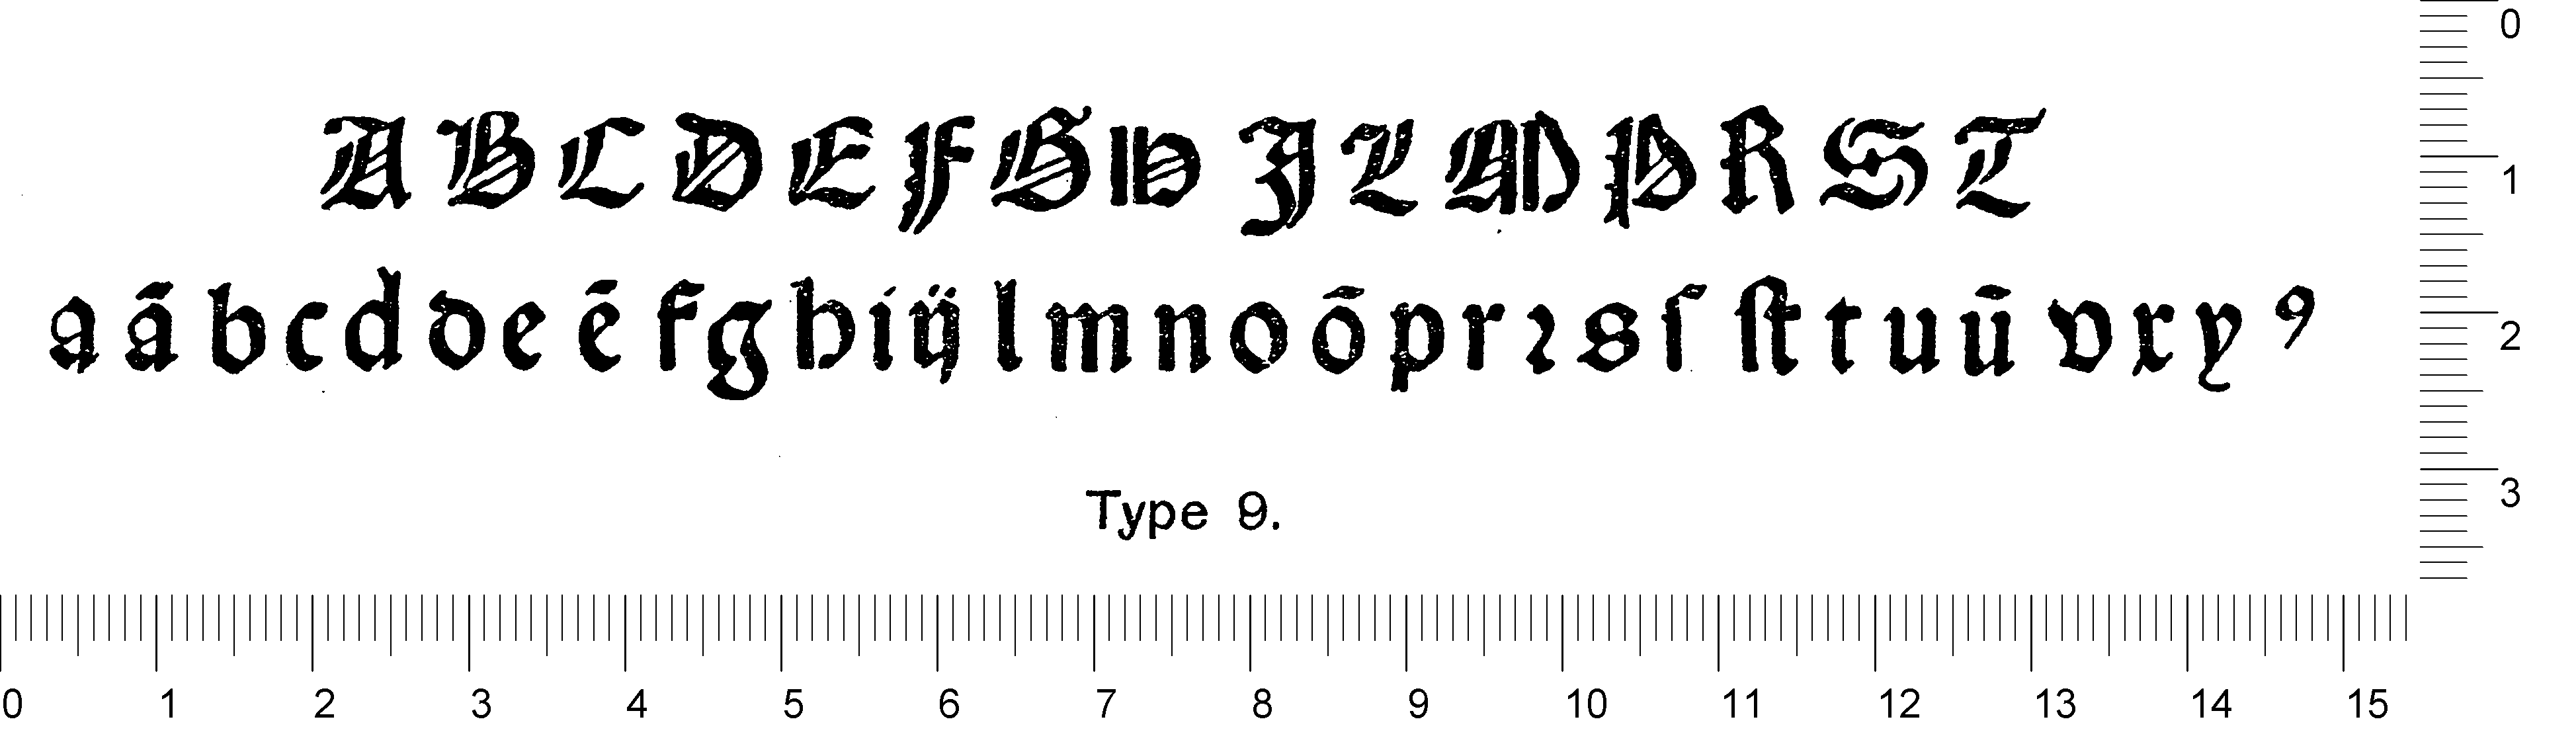 A B C D E F G H J L M P R S T
a ā b c d d e ē f g h i ÿ l m n o ō p r ꝛ s ſ ſt t u ū v x y ꝰ
Type 9.
0 1 2 3 4 5 6 7 8 9 10 11 12 13 14 15
0
1
2
3